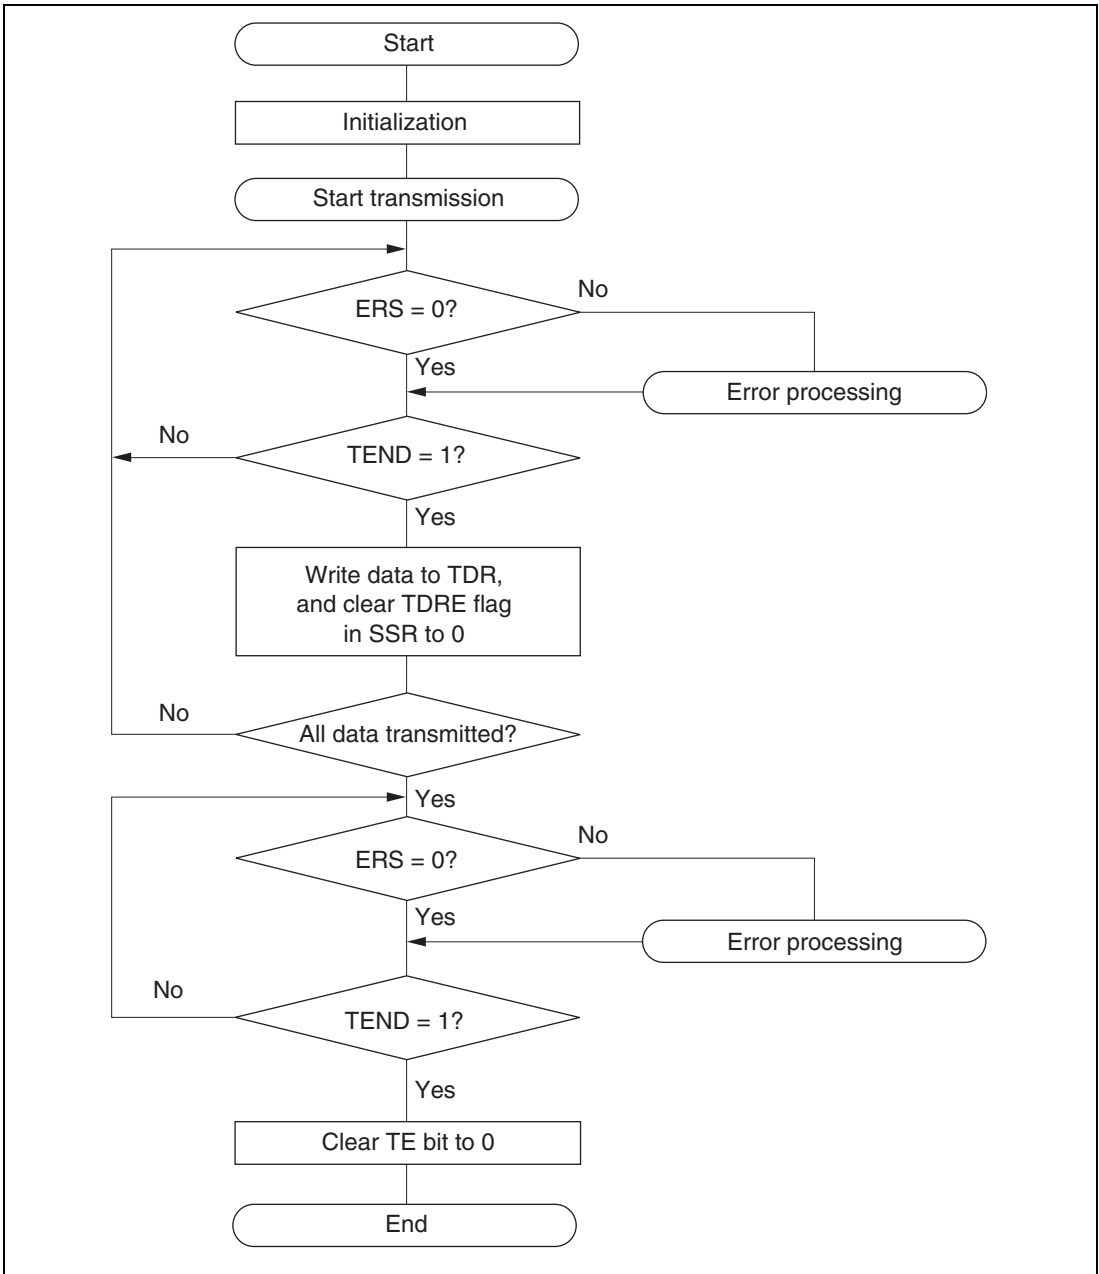 Start
Initialization
Start transmission
ERS = 0?
No
Yes
Error processing
No
TEND = 1?
Yes
Write data to TDR,
and clear TDRE flag
in SSR to 0
No
All data transmitted?
Yes
ERS = 0?
No
Yes
Error processing
No
TEND = 1?
Yes
Clear TE bit to 0
End